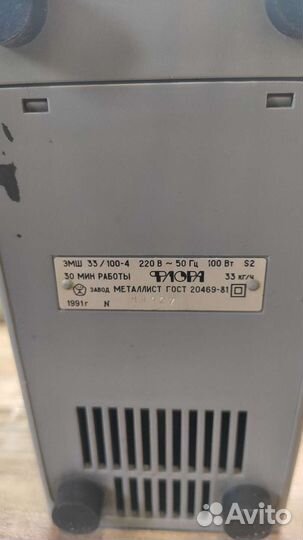 ЭМШ 33/100-4 220 В ~ 50 Гц 100 Вт S2
30 МИН РАБОТЫ ФЛОРА 33 кг/ч
ЗАВОД МЕТАЛЛИСТ ГОСТ 20469-81
1991г N
Avito